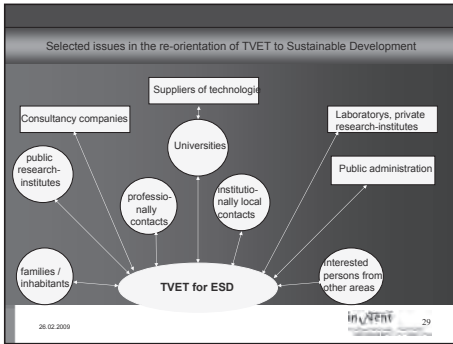 Selected issues in the re-orientation of TVET to Sustainable Development
Suppliers of technologie
Consultancy companies
Laboratorys, private
research-institutes
Universities
public
research-
institutes
Public administration
professio-
nally
contacts
institutio-
nally local
contacts
families /
inhabitants
TVET for ESD
Interested
persons from
other areas
26.02.2009
29